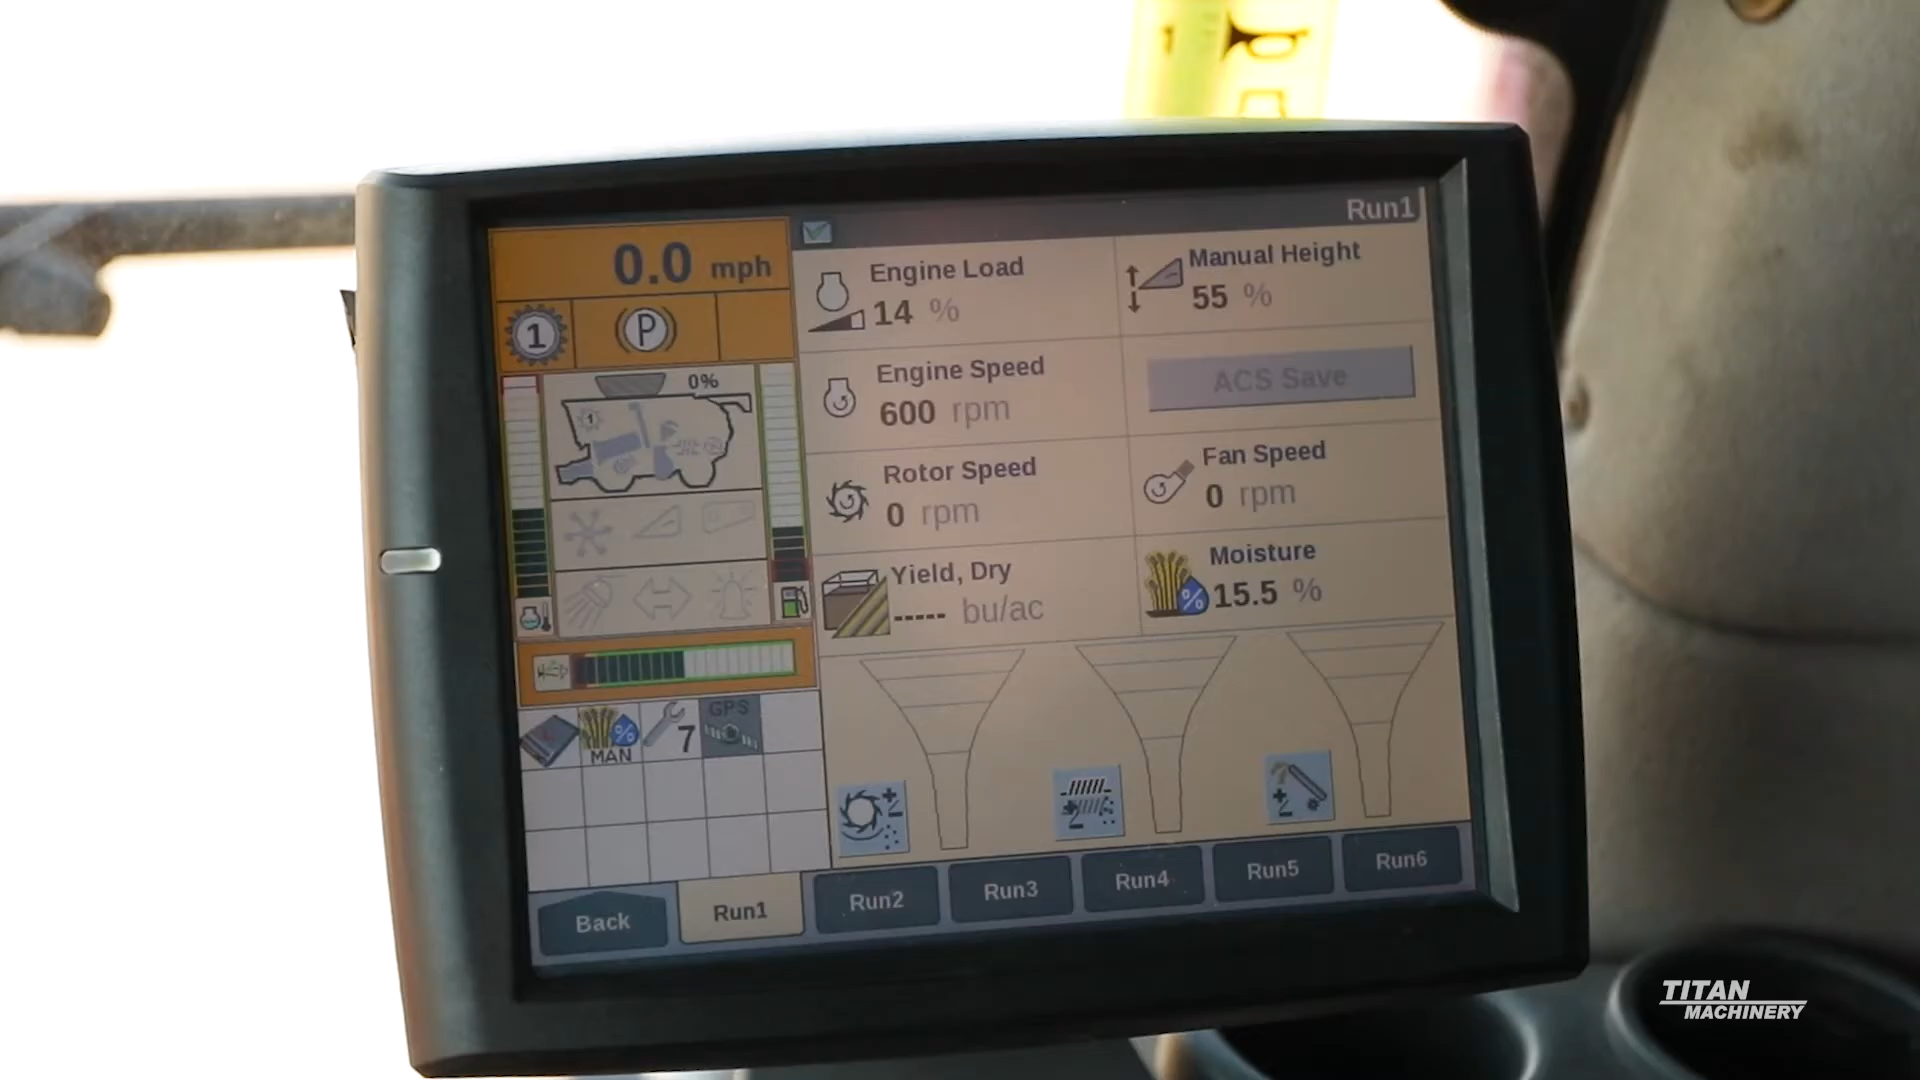 1
Run1
0.0 mph
Engine Load
14 %
Manual Height
55 %
1
P
0%
1
Engine Speed
600 rpm
ACS Save
Rotor Speed
0 rpm
Fan Speed
0 rpm
Yield, Dry
----- bu/ac
Moisture
%
15.5 %
%
MAN
7
GPS
Back
Run1
Run2
Run3
Run4
Run5
Run6
TITAN
MACHINERY